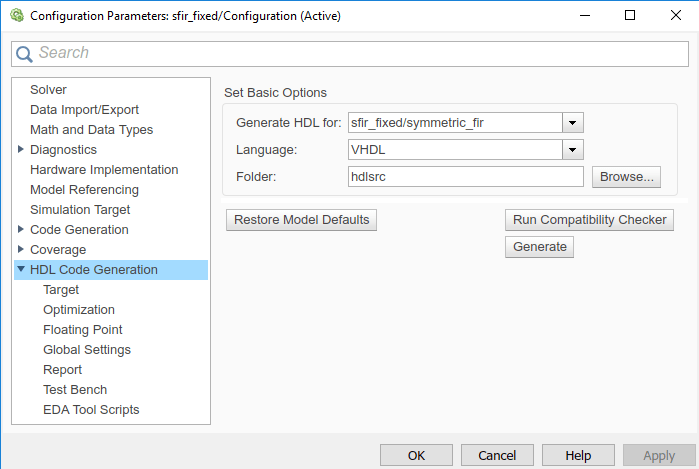 Configuration Parameters: sfir_fixed/Configuration (Active)
Search
Solver
Data Import/Export
Math and Data Types
Diagnostics
Hardware Implementation
Model Referencing
Simulation Target
Code Generation
Coverage
HDL Code Generation
Target
Optimization
Floating Point
Global Settings
Report
Test Bench
EDA Tool Scripts
Set Basic Options
Generate HDL for: sfir_fixed/symmetric_fir
Language: VHDL
Folder: hdlsrc Browse...
Restore Model Defaults Run Compatibility Checker
Generate
OK Cancel Help Apply